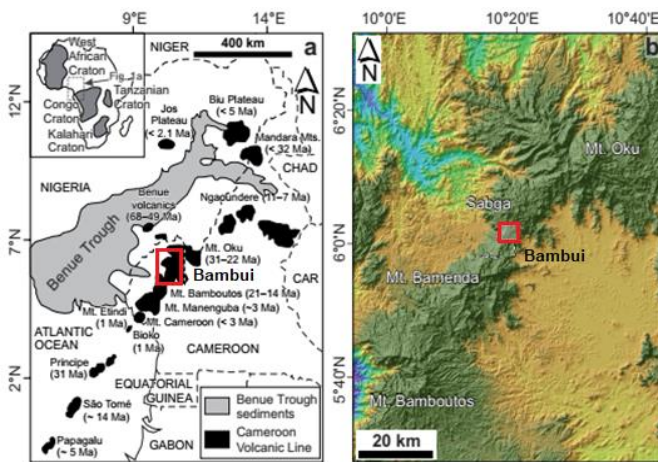 9°E
14°E
West
African
Craton
NIGER
400 km
a
Fig. 1a
Congo
Craton
Tanzanian
Craton
Kalahari
Craton
N
12°N
Jos
Plateau
(< 2.1 Ma)
Biu Plateau
(< 5 Ma)
Mandara Mts.
(< 32 Ma)
CHAD
NIGERIA
Benue
volcanics
(68–49 Ma)
Ngaoundere (11–7 Ma)
Benue Trough
7°N
Mt. Oku
(31–22 Ma)
CAR
Bambui
Mt. Bamboutos (21–14 Ma)
Mt. Manenguba (~3 Ma)
Mt. Etindi
(1 Ma)
Mt. Cameroon (< 3 Ma)
ATLANTIC
OCEAN
Bioko
(1 Ma)
CAMEROON
Principe
(31 Ma)
2°N
EQUATORIAL
GUINEA
São Tomé
(~ 14 Ma)
Benue Trough
sediments
Cameroon
Volcanic Line
Papagalu
(~ 5 Ma)
GABON
10°00'E
10°20'E
10°40'E
b
N
6°20'N
Mt. Oku
Sabga
6°0'N
Bambui
Mt. Bamenda
5°40'N
Mt. Bamboutos
20 km